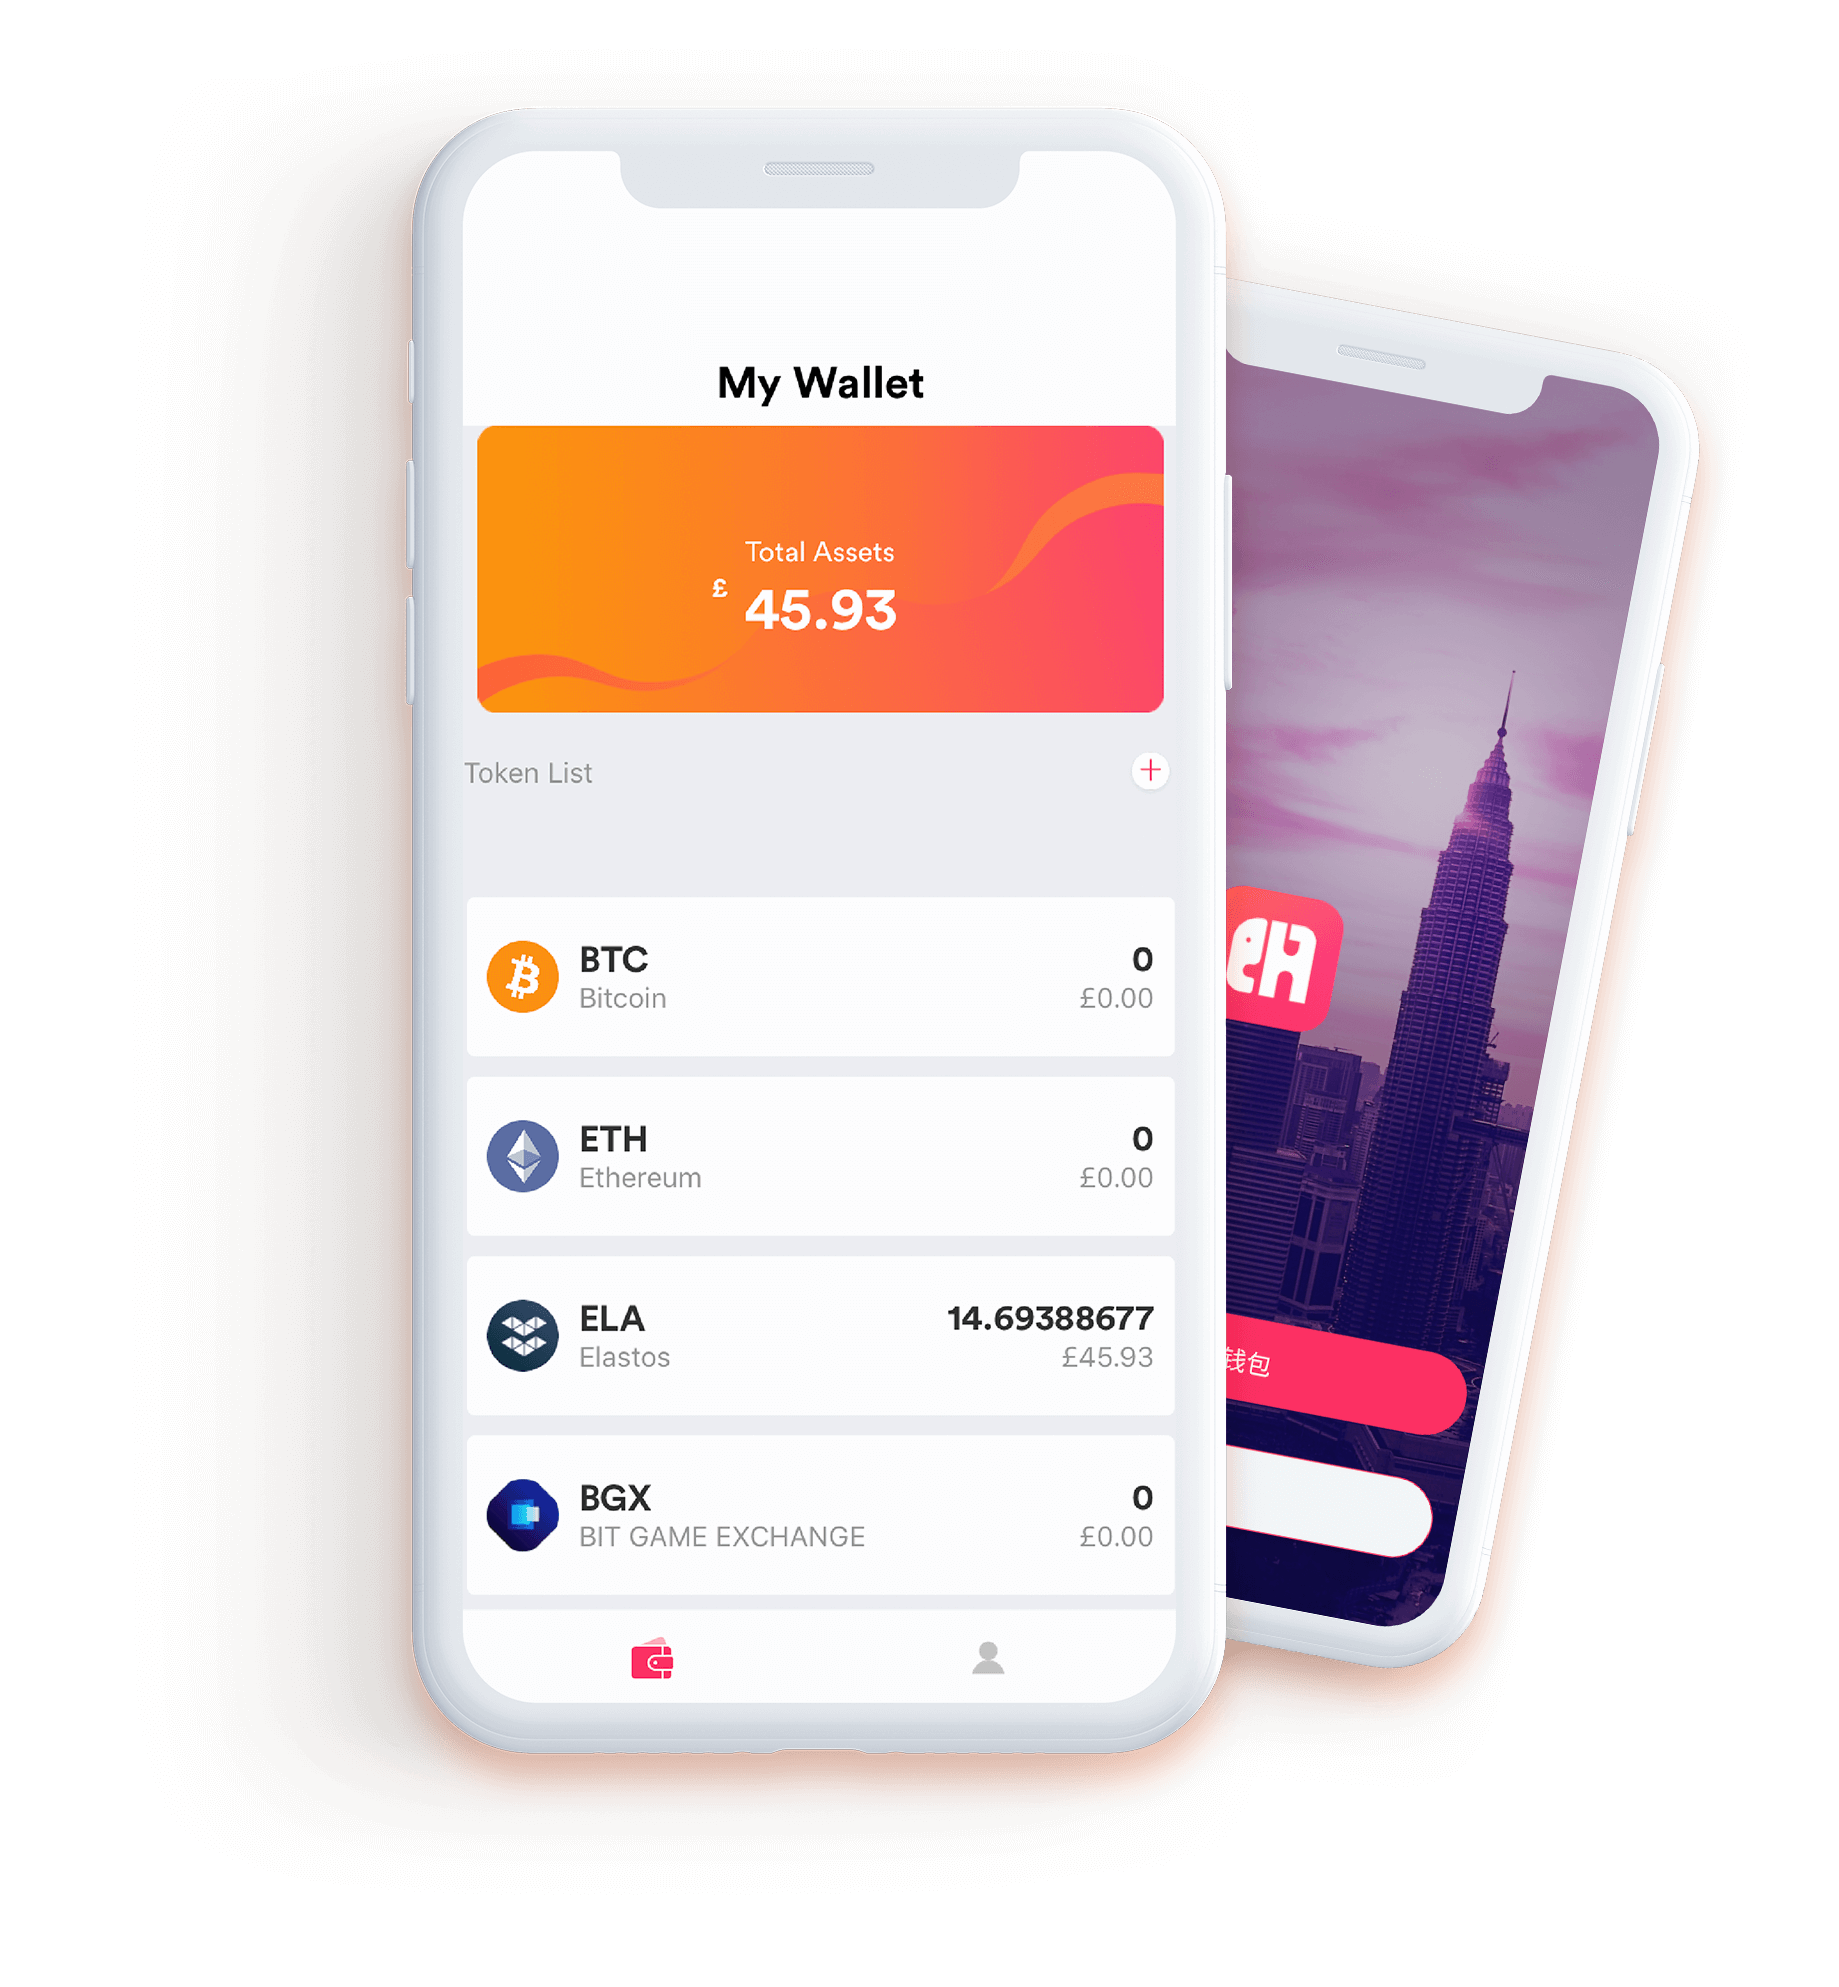 My Wallet
Total Assets
£ 45.93
Token List
BTC
0
Bitcoin
£0.00
ETH
0
Ethereum
£0.00
ELA
14.69388677
Elastos
£45.93
BGX
0
BIT GAME EXCHANGE
£0.00
eH
钱包